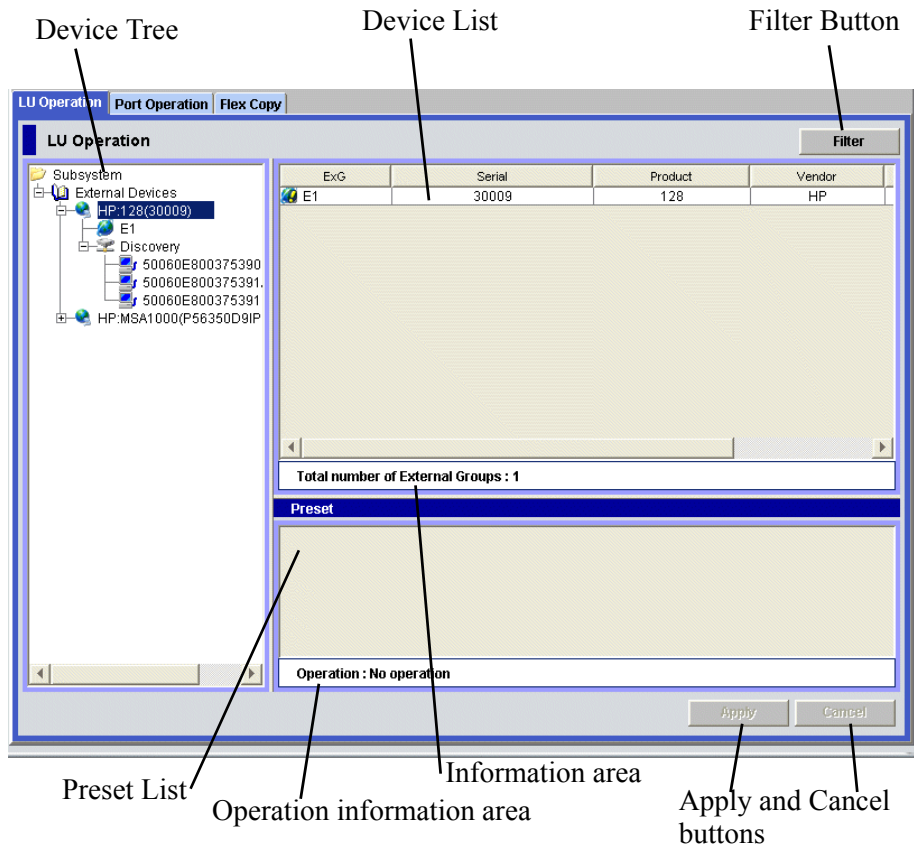 Device Tree
Device List
Filter Button
LU Operation
Port Operation
Flex Copy
LU Operation
Filter
Subsystem
External Devices
HP:128(30009)
E1
Discovery
50060E800375390
50060E800375391.
50060E800375391
HP:MSA1000(P56350D9IP
ExG Serial Product Vendor
E1 30009 128 HP
Total number of External Groups : 1
Preset
Operation : No operation
Apply
Cancel
Preset List
Operation information area
Information area
Apply and Cancel
buttons